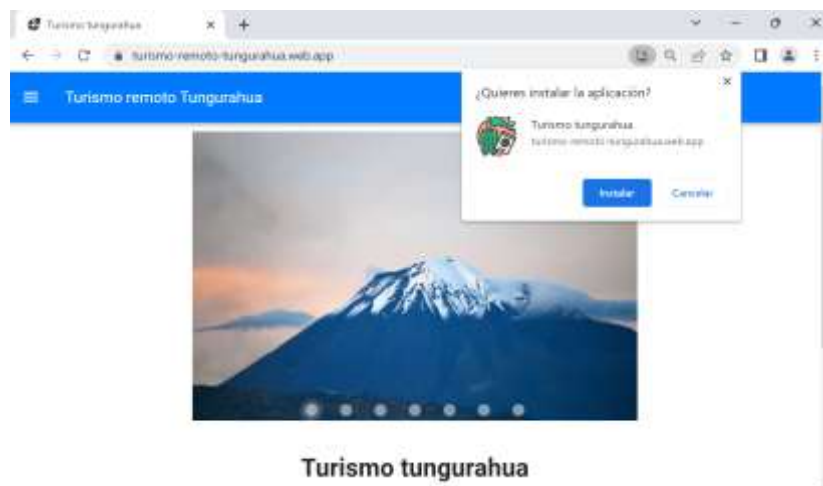 Turismo tungurahua
turismo-remoto-tungurahua.web.app
Turismo remoto Tungurahua
¿Quieres instalar la aplicación?
Turismo tungurahua
turismo-remoto-tungurahua.web.app
Instalar
Cancelar
Turismo tungurahua